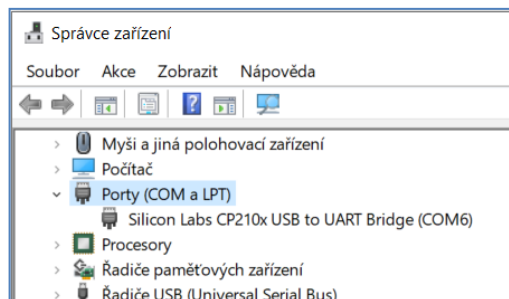 Správce zařízení
Soubor Akce Zobrazit Nápověda
Myši a jiná polohovací zařízení
Počítač
Porty (COM a LPT)
Silicon Labs CP210x USB to UART Bridge (COM6)
Procesory
Řadiče paměťových zařízení
Řadiče USB (Universal Serial Bus)